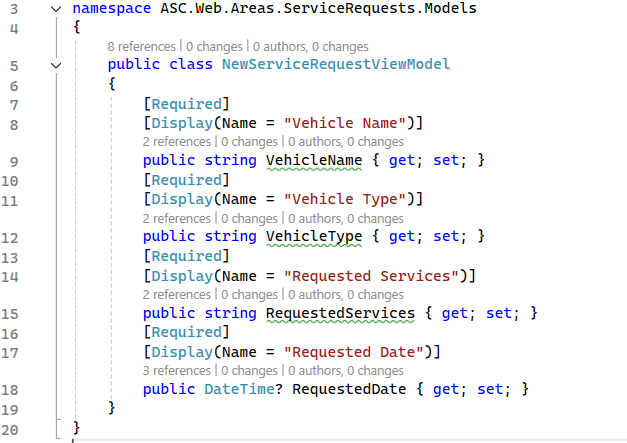 3 namespace ASC.Web.Areas.ServiceRequests.Models
4 {
8 references | 0 changes | 0 authors, 0 changes
5 public class NewServiceRequestViewModel
6 {
7 [Required]
8 [Display(Name = "Vehicle Name")]
2 references | 0 changes | 0 authors, 0 changes
9 public string VehicleName { get; set; }
10 [Required]
11 [Display(Name = "Vehicle Type")]
2 references | 0 changes | 0 authors, 0 changes
12 public string VehicleType { get; set; }
13 [Required]
14 [Display(Name = "Requested Services")]
2 references | 0 changes | 0 authors, 0 changes
15 public string RequestedServices { get; set; }
16 [Required]
17 [Display(Name = "Requested Date")]
3 references | 0 changes | 0 authors, 0 changes
18 public DateTime? RequestedDate { get; set; }
19 }
20 }